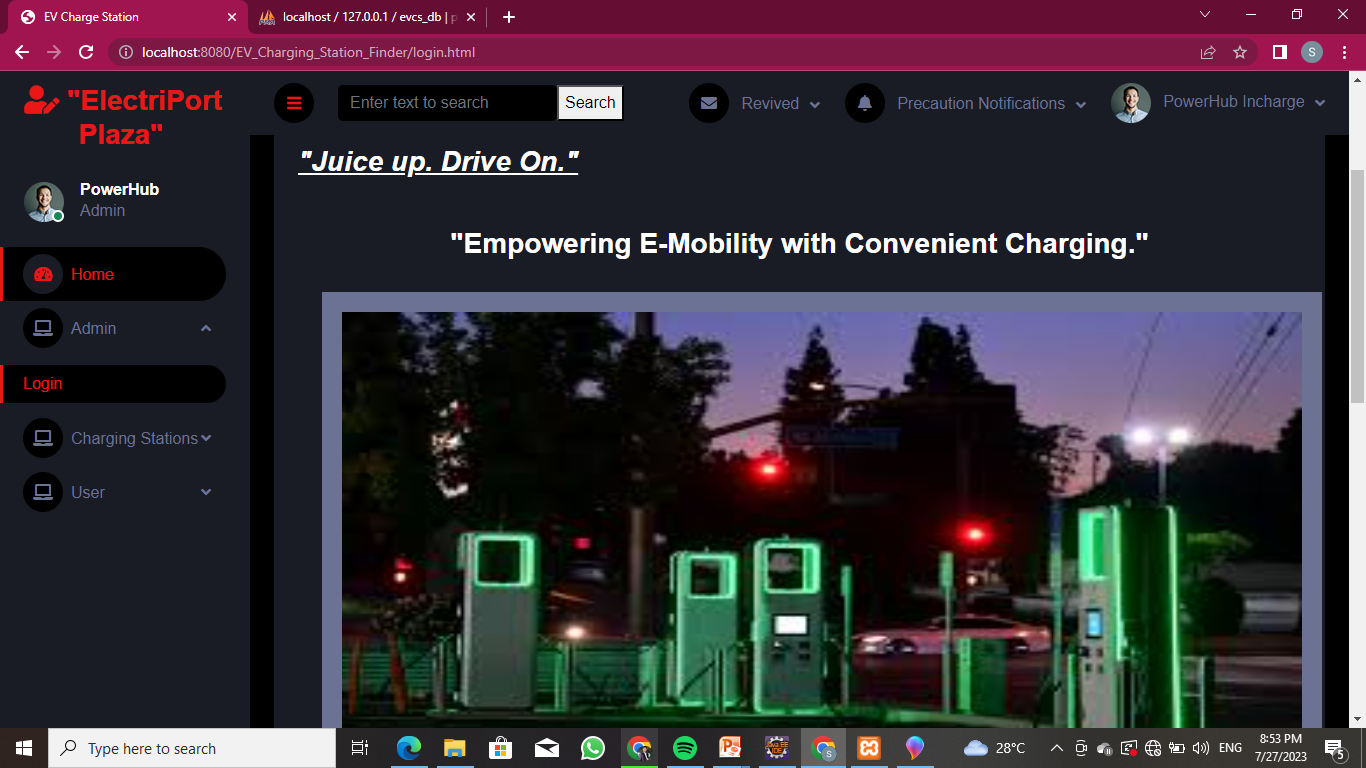 EV Charge Station
localhost / 127.0.0.1 / evcs_db | p
localhost:8080/EV_Charging_Station_Finder/login.html
S
"ElectriPort
Plaza"
Enter text to search
Search
Revived
Precaution Notifications
PowerHub Incharge
"Juice up. Drive On."
PowerHub
Admin
"Empowering E-Mobility with Convenient Charging."
Home
Admin
Login
Charging Stations
User
Type here to search
28°C
ENG
8:53 PM
7/27/2023
5